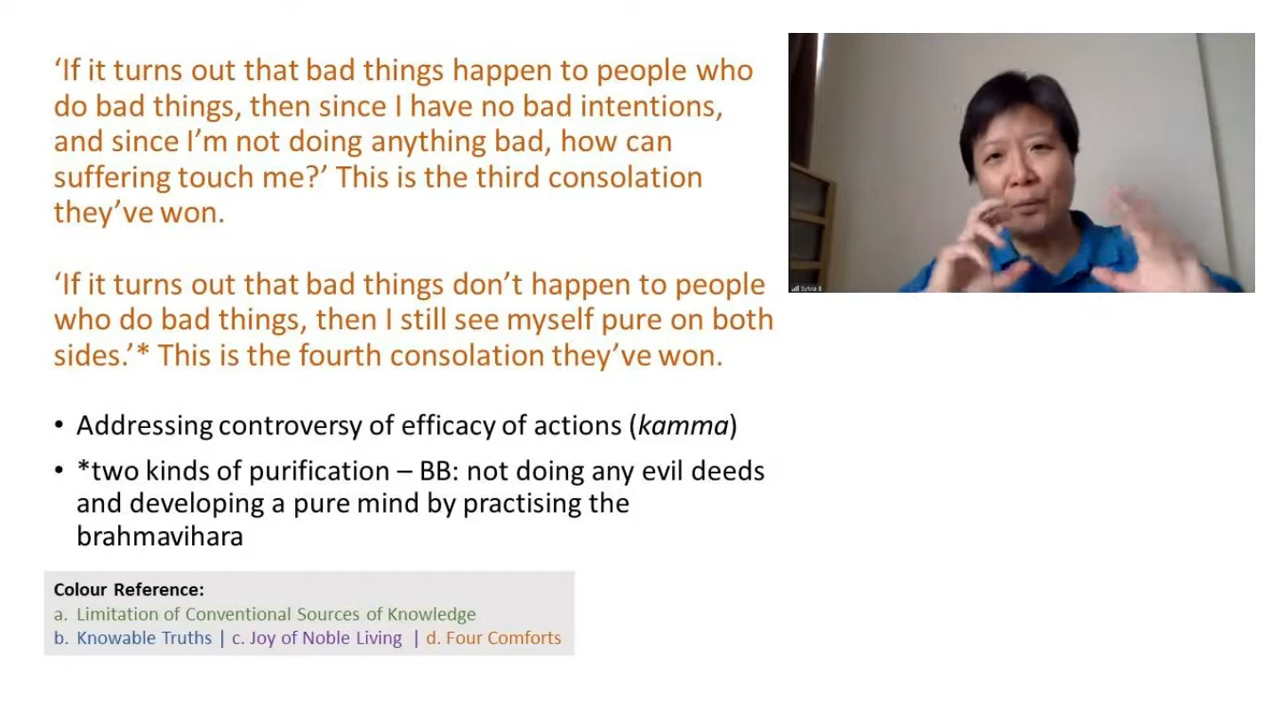 ‘If it turns out that bad things happen to people who
do bad things, then since I have no bad intentions,
and since I’m not doing anything bad, how can
suffering touch me?’ This is the third consolation
they’ve won.
‘If it turns out that bad things don’t happen to people
who do bad things, then I still see myself pure on both
sides.’* This is the fourth consolation they’ve won.
• Addressing controversy of efficacy of actions (kamma)
• *two kinds of purification – BB: not doing any evil deeds
and developing a pure mind by practising the
brahmavihara
Colour Reference:
a. Limitation of Conventional Sources of Knowledge
b. Knowable Truths | c. Joy of Noble Living | d. Four Comforts
Sylvia B